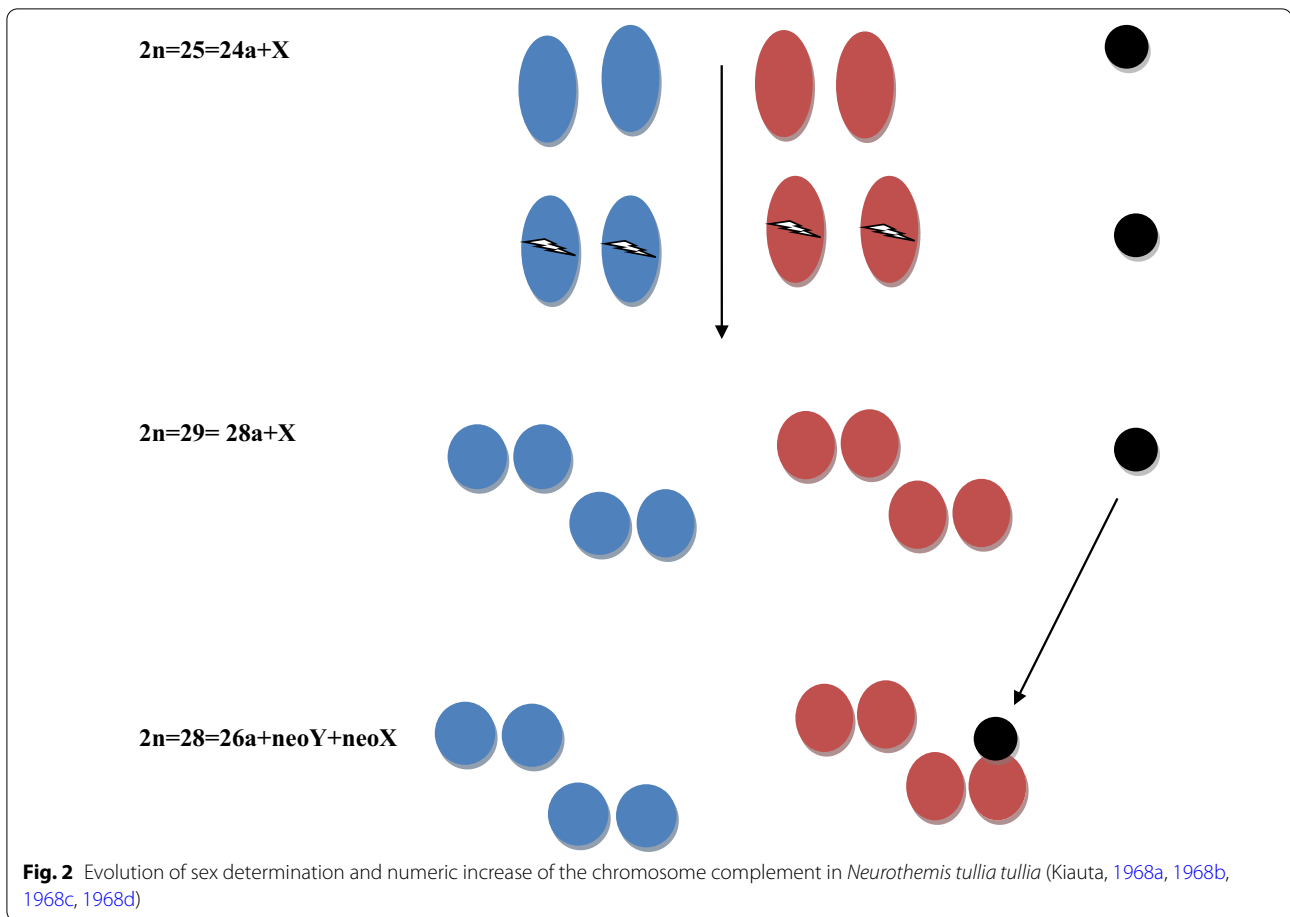 2n=25=24a+X
2n=29= 28a+X
2n=28=26a+neoY+neoX
Fig. 2 Evolution of sex determination and numeric increase of the chromosome complement in Neurothemis tullia tullia (Kiauta, 1968a, 1968b,
1968c, 1968d)